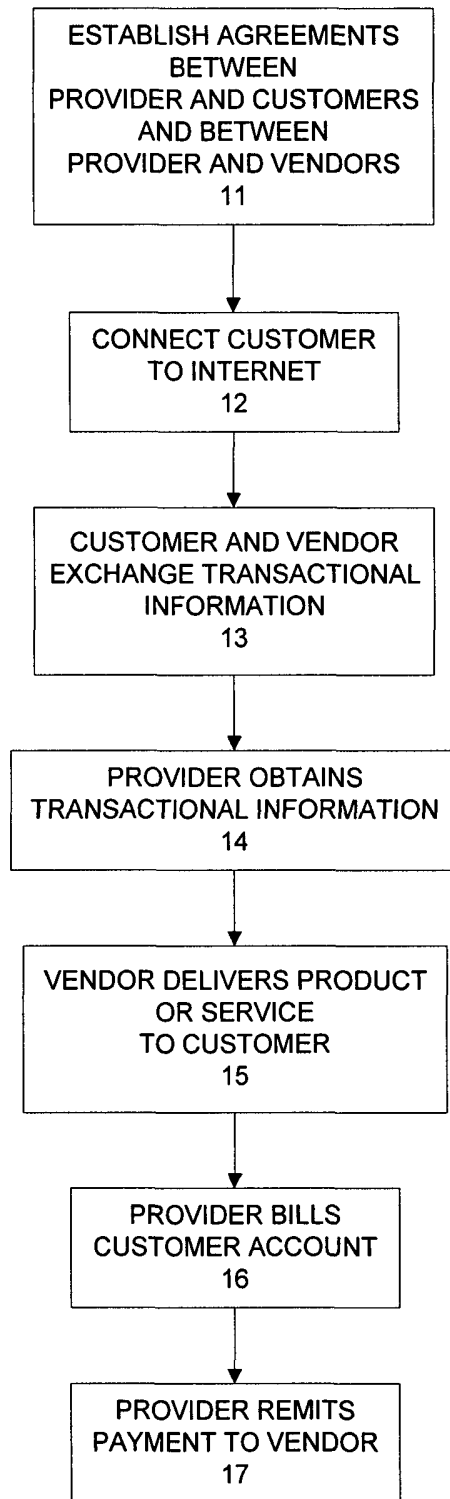 ESTABLISH AGREEMENTS
BETWEEN
PROVIDER AND CUSTOMERS
AND BETWEEN
PROVIDER AND VENDORS
11
CONNECT CUSTOMER
TO INTERNET
12
CUSTOMER AND VENDOR
EXCHANGE TRANSACTIONAL
INFORMATION
13
PROVIDER OBTAINS
TRANSACTIONAL INFORMATION
14
VENDOR DELIVERS PRODUCT
OR SERVICE
TO CUSTOMER
15
PROVIDER BILLS
CUSTOMER ACCOUNT
16
PROVIDER REMITS
PAYMENT TO VENDOR
17